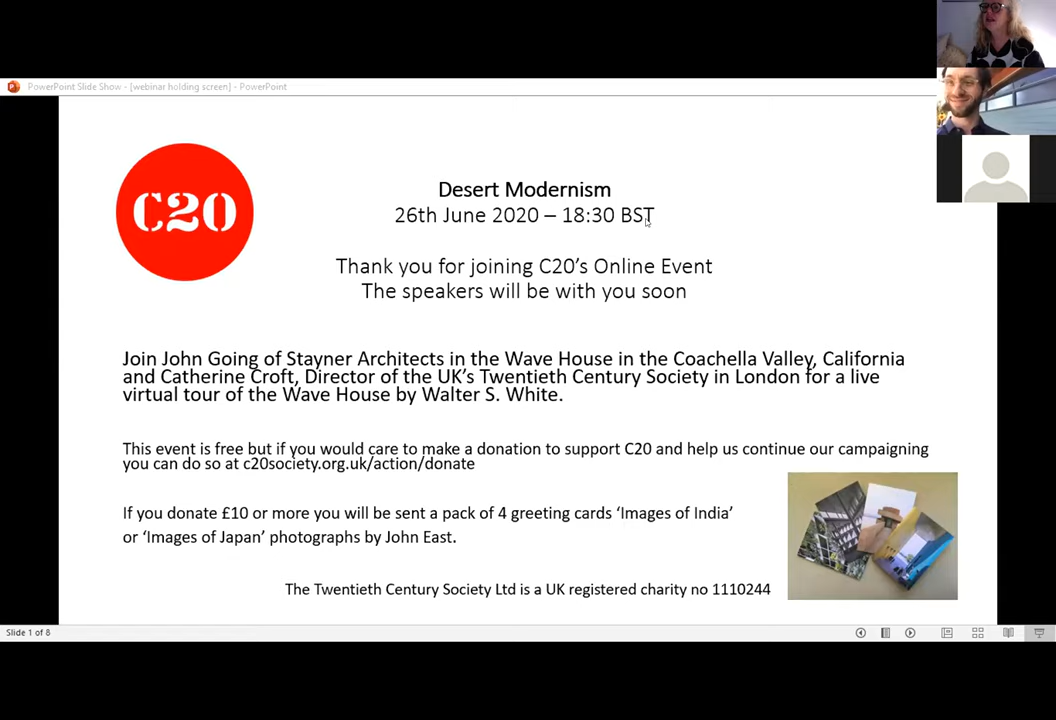 PowerPoint Slide Show - [webinar holding screen] - PowerPoint
C20
Desert Modernism
26th June 2020 – 18:30 BST
Thank you for joining C20’s Online Event
The speakers will be with you soon
Join John Going of Stayner Architects in the Wave House in the Coachella Valley, California
and Catherine Croft, Director of the UK’s Twentieth Century Society in London for a live
virtual tour of the Wave House by Walter S. White.
This event is free but if you would care to make a donation to support C20 and help us continue our campaigning
you can do so at c20society.org.uk/action/donate
If you donate £10 or more you will be sent a pack of 4 greeting cards ‘Images of India’
or ‘Images of Japan’ photographs by John East.
The Twentieth Century Society Ltd is a UK registered charity no 1110244
Slide 1 of 8